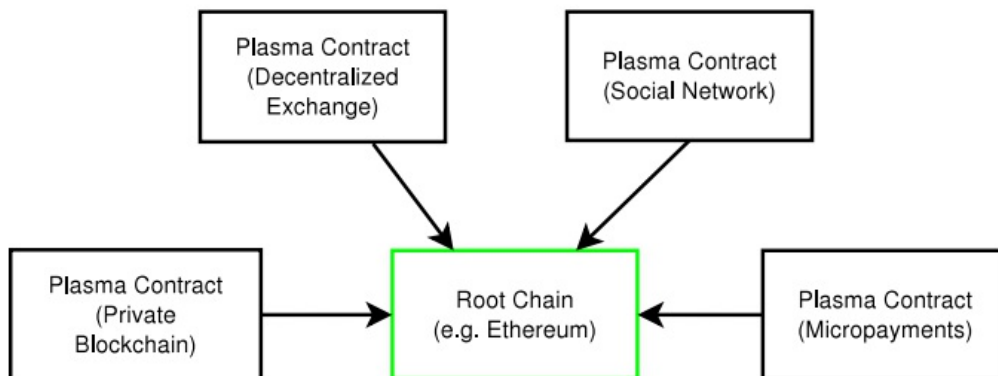 Plasma Contract
(Decentralized
Exchange)
Plasma Contract
(Social Network)
Plasma Contract
(Private
Blockchain)
Root Chain
(e.g. Ethereum)
Plasma Contract
(Micropayments)